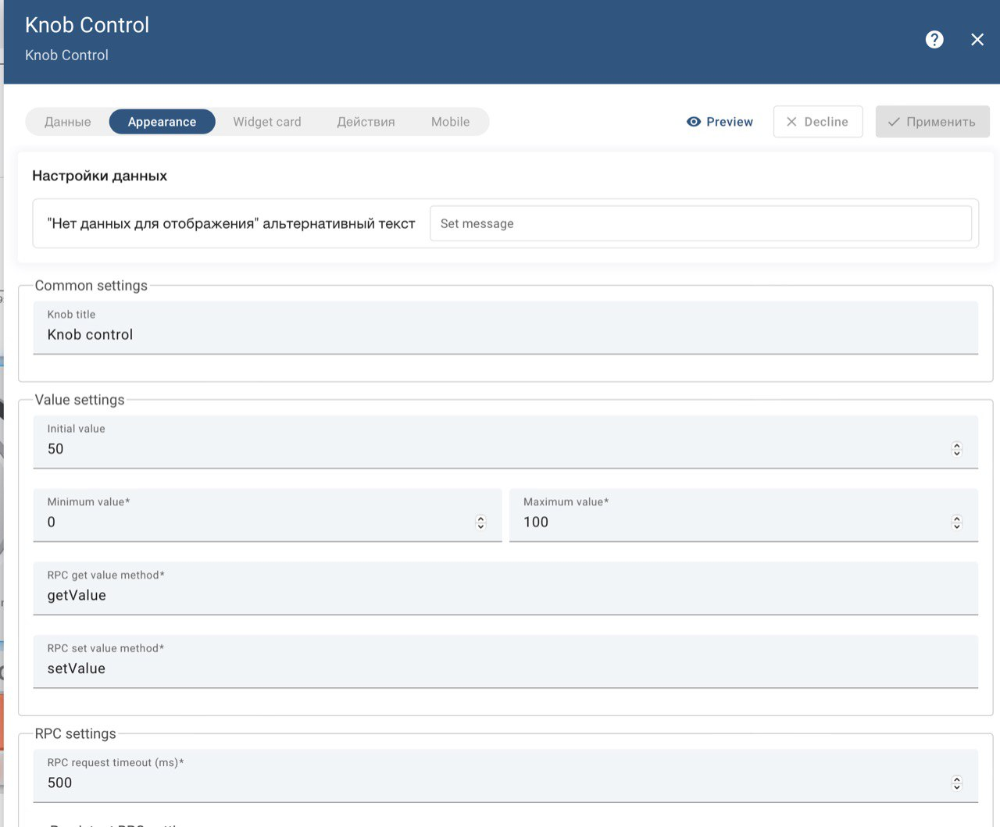 Knob Control
Knob Control
Данные Appearance Widget card Действия Mobile Preview Decline Применить
Настройки данных
"Нет данных для отображения" альтернативный текст Set message
Common settings
Knob title
Knob control
Value settings
Initial value
50
Minimum value* Maximum value*
0 100
RPC get value method*
getValue
RPC set value method*
setValue
RPC settings
RPC request timeout (ms)*
500